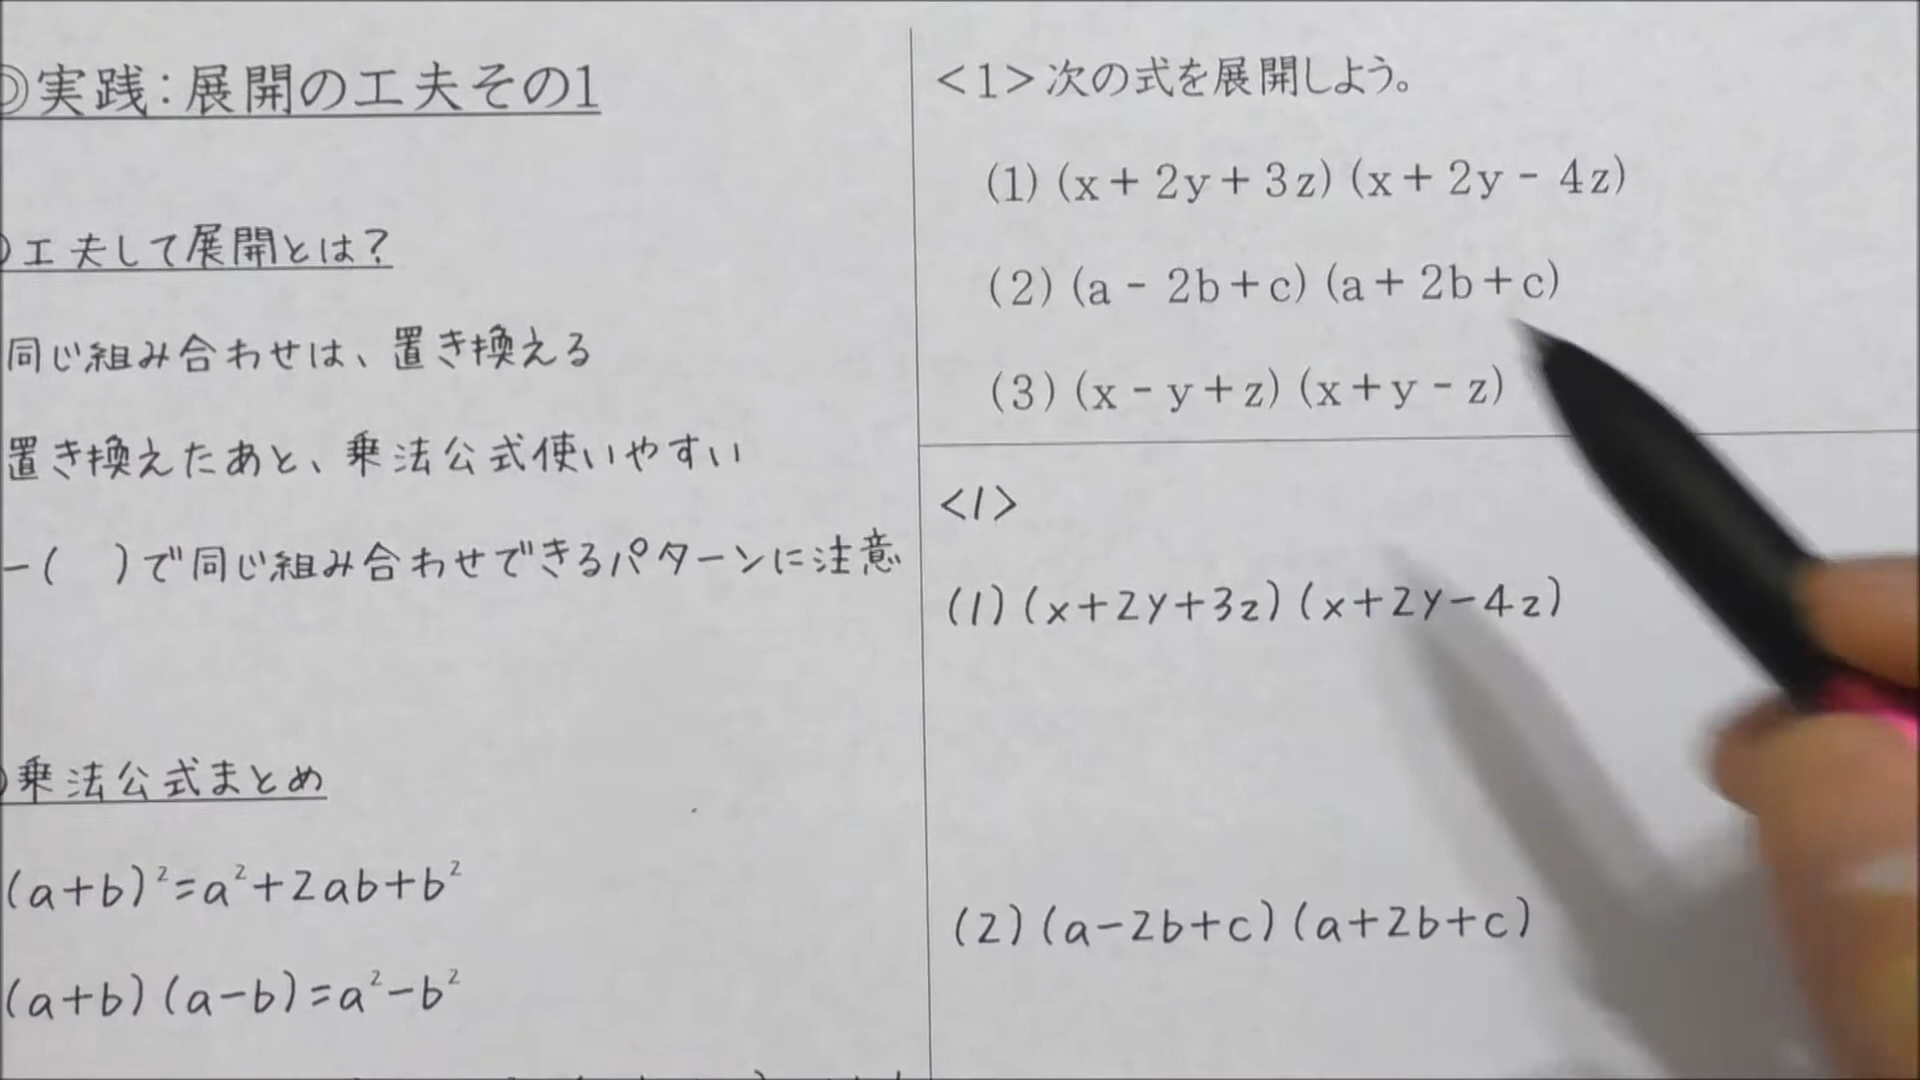 ◎実践:展開の工夫その1
工夫して展開とは?
同じ組み合わせは、置き換える
置き換えたあと、乗法公式使いやすい
−( )で同じ組み合わせできるパターンに注意
乗法公式まとめ
(a+b)²=a²+2ab+b²
(a+b)(a−b)=a²−b²
<1>次の式を展開しよう。
(1)(x+2y+3z)(x+2y−4z)
(2)(a−2b+c)(a+2b+c)
(3)(x−y+z)(x+y−z)
<1>
(1)(x+2y+3z)(x+2y−4z)
(2)(a−2b+c)(a+2b+c)